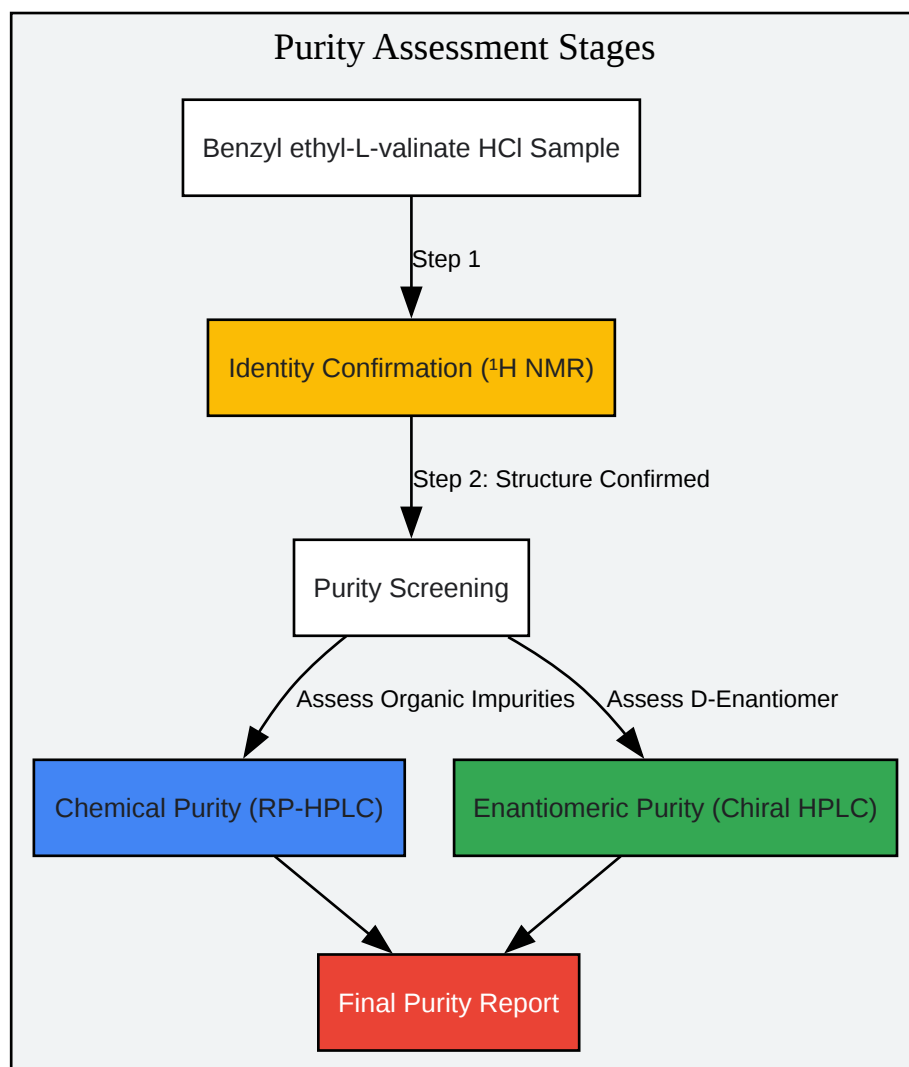 Purity Assessment Stages
Benzyl ethyl-L-valinate HCl Sample
Step 1
Identity Confirmation (¹H NMR)
Step 2: Structure Confirmed
Purity Screening
Assess Organic Impurities
Assess D-Enantiomer
Chemical Purity (RP-HPLC)
Enantiomeric Purity (Chiral HPLC)
Final Purity Report